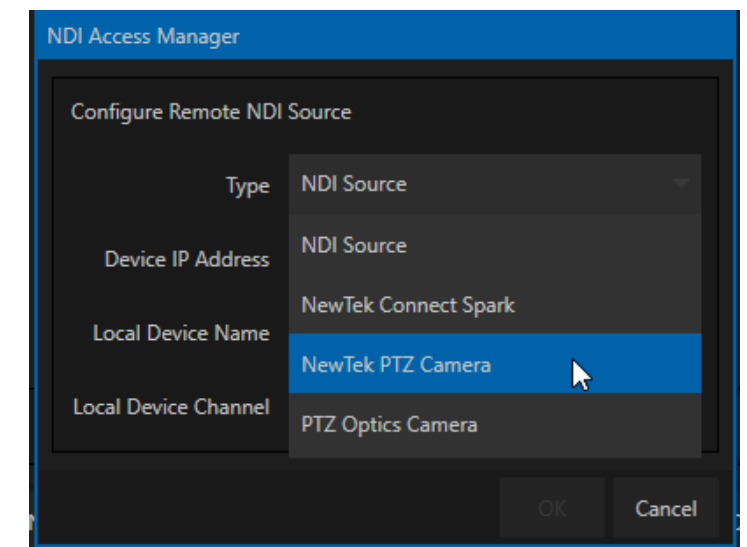 NDI Access Manager
Configure Remote NDI Source
Type
NDI Source
NDI Source
Device IP Address
NewTek Connect Spark
Local Device Name
NewTek PTZ Camera
Local Device Channel
PTZ Optics Camera
OK
Cancel